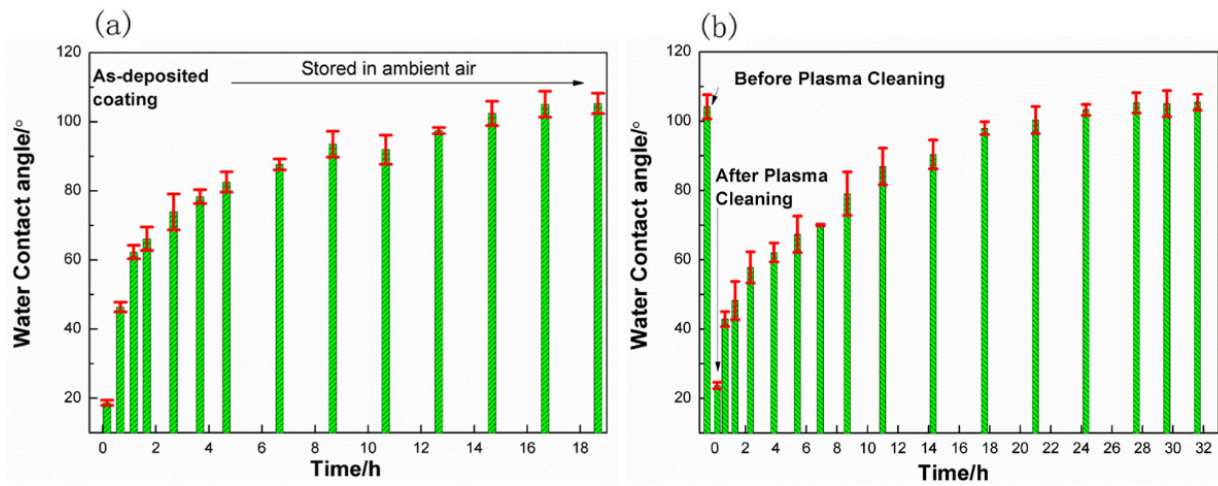 (a)
120
100
80
60
40
20
Water Contact angle/°
As-deposited
coating
Stored in ambient air
0 2 4 6 8 10 12 14 16 18
Time/h
(b)
120
100
80
60
40
20
Water Contact angle/°
Before Plasma Cleaning
After Plasma
Cleaning
0 2 4 6 8 10 12 14 16 18 20 22 24 26 28 30 32
Time/h